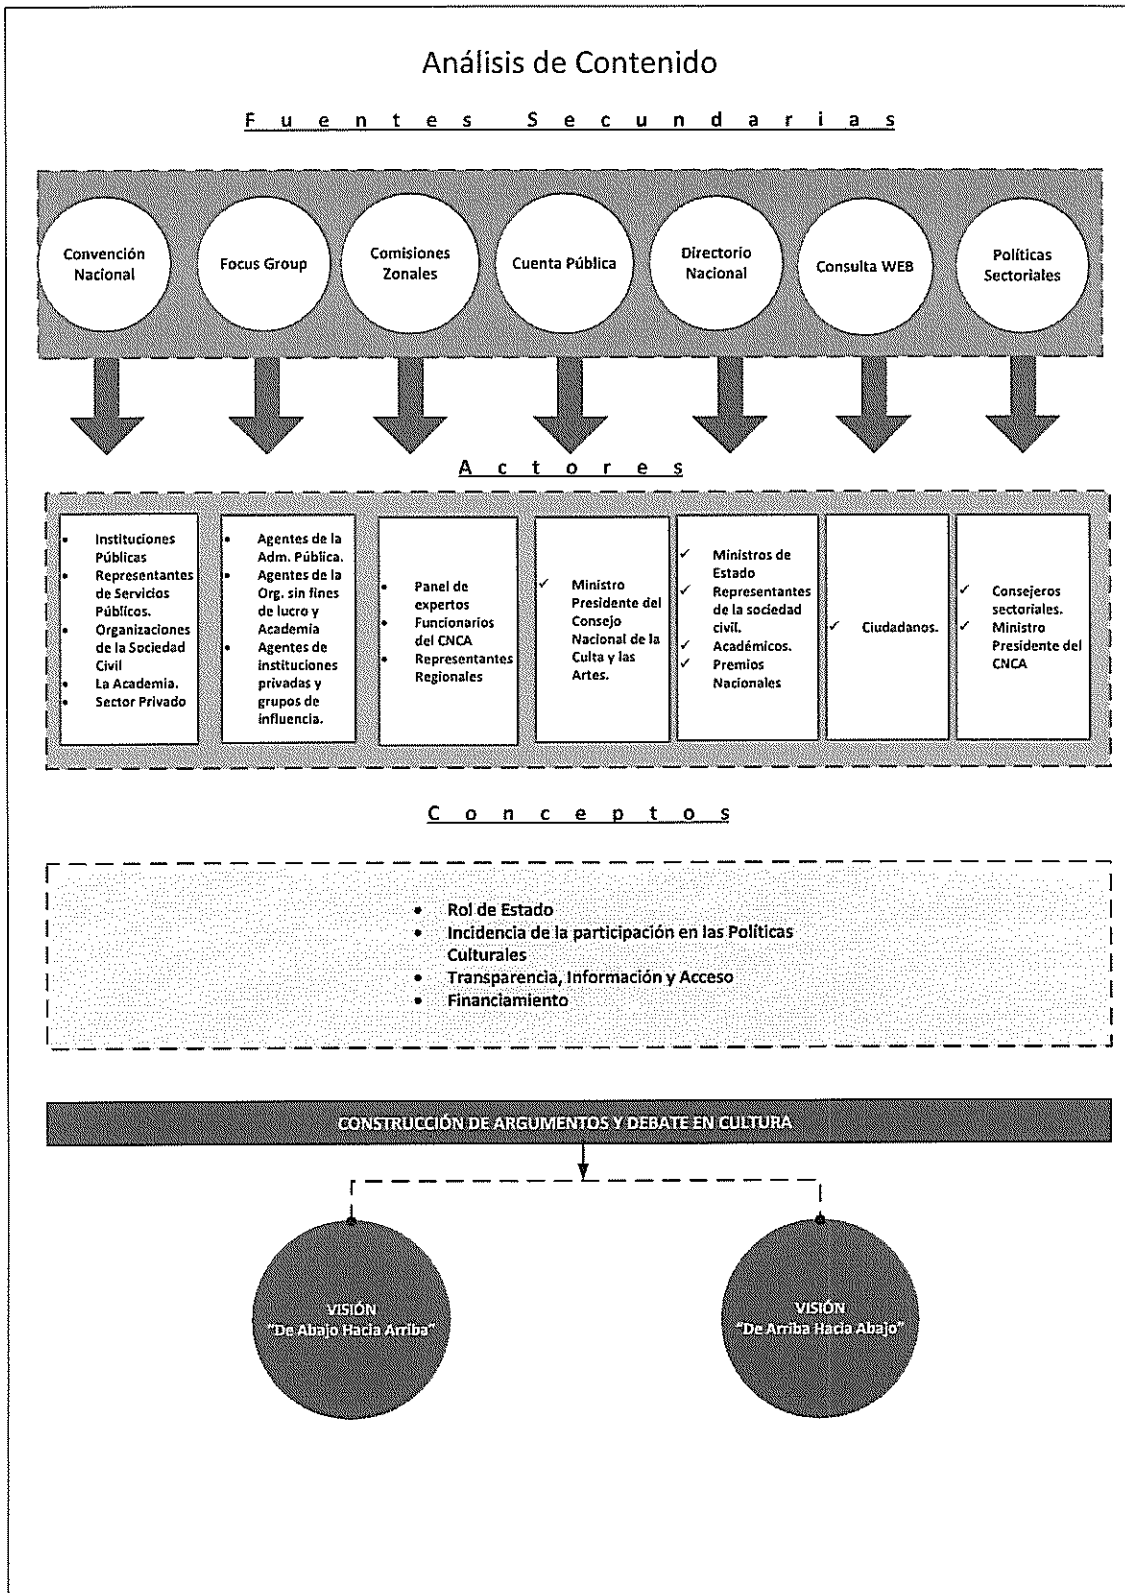 Análisis de Contenido
Fuentes Secundarias
Convención
Nacional
Focus Group
Comisiones
Zonales
Cuenta Pública
Directorio
Nacional
Consulta WEB
Políticas
Sectoriales
Actores
• Instituciones
Públicas
• Representantes
de Servicios
Públicos.
• Organizaciones
de la Sociedad
Civil
• La Academia.
• Sector Privado
• Agentes de la
Adm. Pública.
• Agentes de la
Org. sin fines
de lucro y
Academia
• Agentes de
instituciones
privadas y
grupos de
influencia.
• Panel de
expertos
• Funcionarios
del CNCA
• Representantes
Regionales
✓ Ministro
Presidente del
Consejo
Nacional de la
Culta y las
Artes.
✓ Ministros de
Estado
✓ Representantes
de la sociedad
civil.
✓ Académicos.
✓ Premios
Nacionales
✓ Ciudadanos.
✓ Consejeros
sectoriales.
✓ Ministro
Presidente del
CNCA
Conceptos
• Rol de Estado
• Incidencia de la participación en las Políticas
Culturales
• Transparencia, Información y Acceso
• Financiamiento
CONSTRUCCIÓN DE ARGUMENTOS Y DEBATE EN CULTURA
VISIÓN
"De Abajo Hacia Arriba"
VISIÓN
"De Arriba Hacia Abajo"